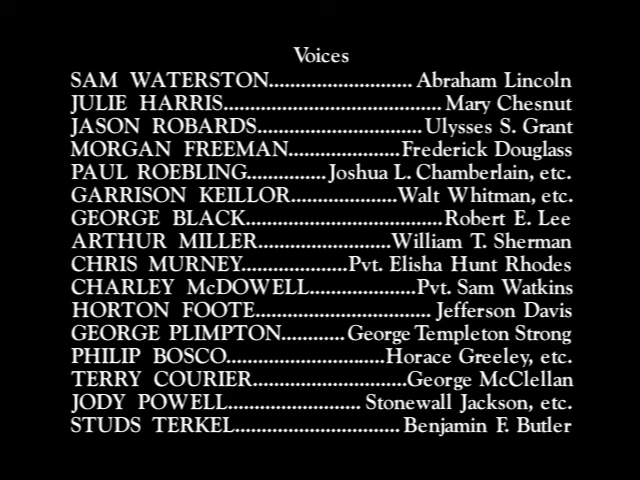 Voices
SAM WATERSTON............................ Abraham Lincoln
JULIE HARRIS.......................................... Mary Chesnut
JASON ROBARDS................................ Ulysses S. Grant
MORGAN FREEMAN.....................Frederick Douglass
PAUL ROEBLING............... Joshua L. Chamberlain, etc.
GARRISON KEILLOR....................Walt Whitman, etc.
GEORGE BLACK...................................... Robert E. Lee
ARTHUR MILLER.........................William T. Sherman
CHRIS MURNEY....................Pvt. Elisha Hunt Rhodes
CHARLEY McDOWELL.....................Pvt. Sam Watkins
HORTON FOOTE.................................. Jefferson Davis
GEORGE PLIMPTON............ George Templeton Strong
PHILIP BOSCO...............................Horace Greeley, etc.
TERRY COURIER..............................George McClellan
JODY POWELL.......................... Stonewall Jackson, etc.
STUDS TERKEL................................ Benjamin F. Butler